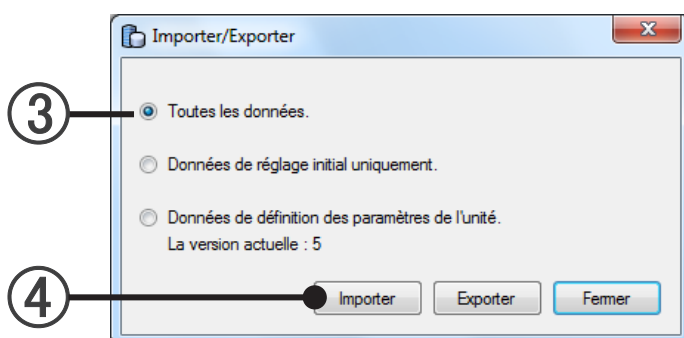 Importer/Exporter
③ Toutes les données.
Données de réglage initial uniquement.
Données de définition des paramètres de l'unité.
La version actuelle : 5
④ Importer Exporter Fermer